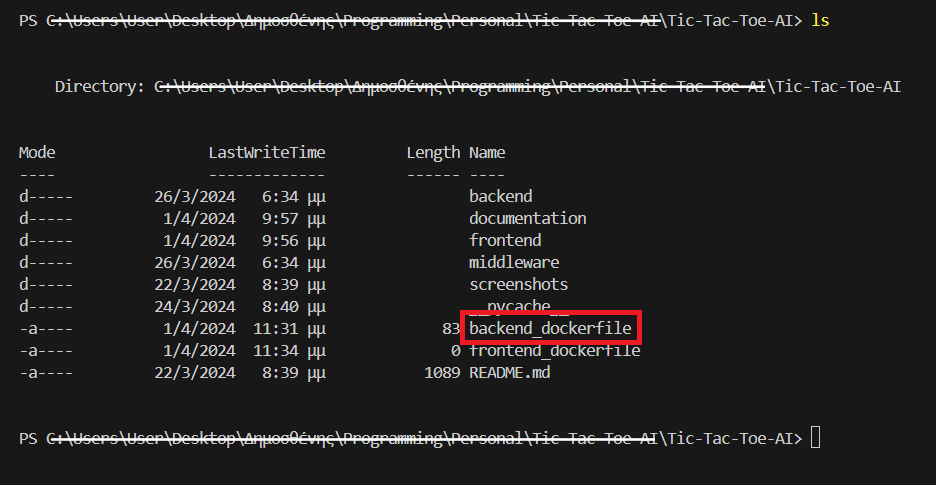 PS C:\Users\User\Desktop\Δημοσθένης\Programming\Personal\Tic-Tac-Toe-AI\Tic-Tac-Toe-AI> ls
Directory: C:\Users\User\Desktop\Δημοσθένης\Programming\Personal\Tic-Tac-Toe-AI\Tic-Tac-Toe-AI
Mode LastWriteTime Length Name
---- ------------- ------ ----
d----- 26/3/2024 6:34 μμ backend
d----- 1/4/2024 9:57 μμ documentation
d----- 1/4/2024 9:56 μμ frontend
d----- 26/3/2024 6:34 μμ middleware
d----- 22/3/2024 8:39 μμ screenshots
d----- 24/3/2024 8:40 μμ __pycache__
-a---- 1/4/2024 11:31 μμ 83 backend_dockerfile
-a---- 1/4/2024 11:34 μμ 0 frontend_dockerfile
-a---- 22/3/2024 8:39 μμ 1089 README.md
PS C:\Users\User\Desktop\Δημοσθένης\Programming\Personal\Tic-Tac-Toe-AI\Tic-Tac-Toe-AI>